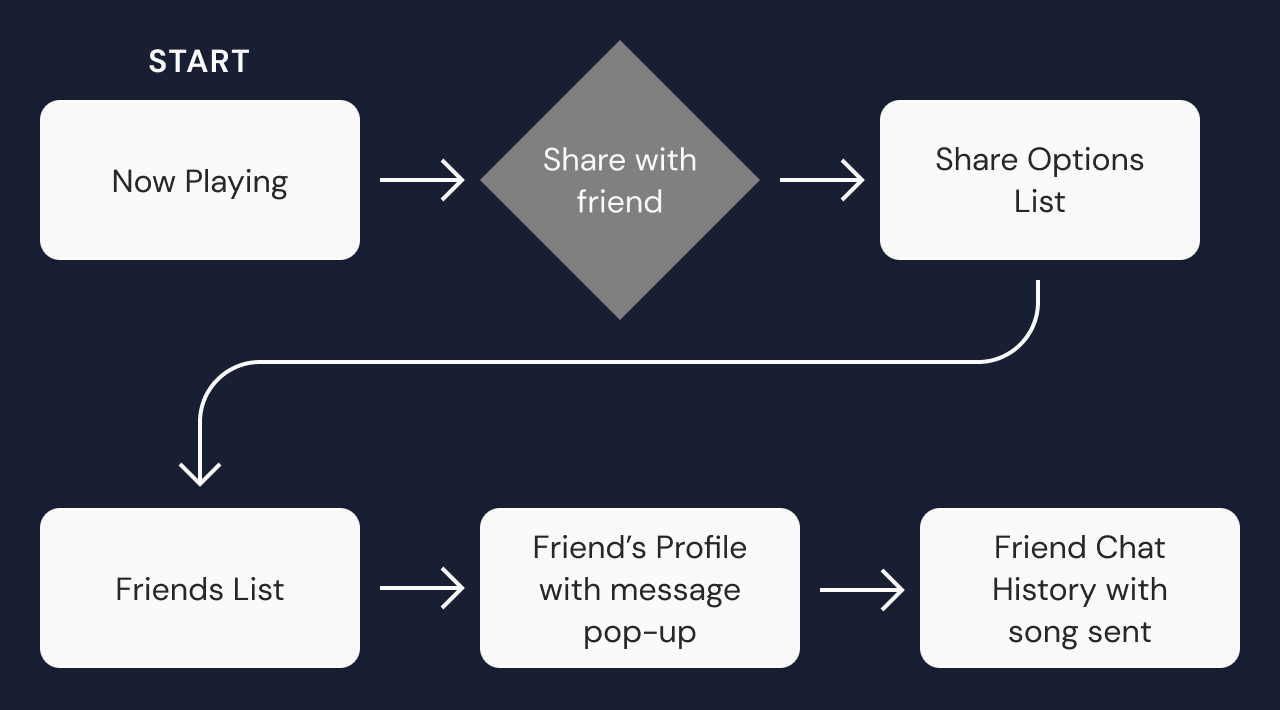 START
Now Playing
Share with
friend
Share Options
List
Friends List
Friend’s Profile
with message
pop-up
Friend Chat
History with
song sent